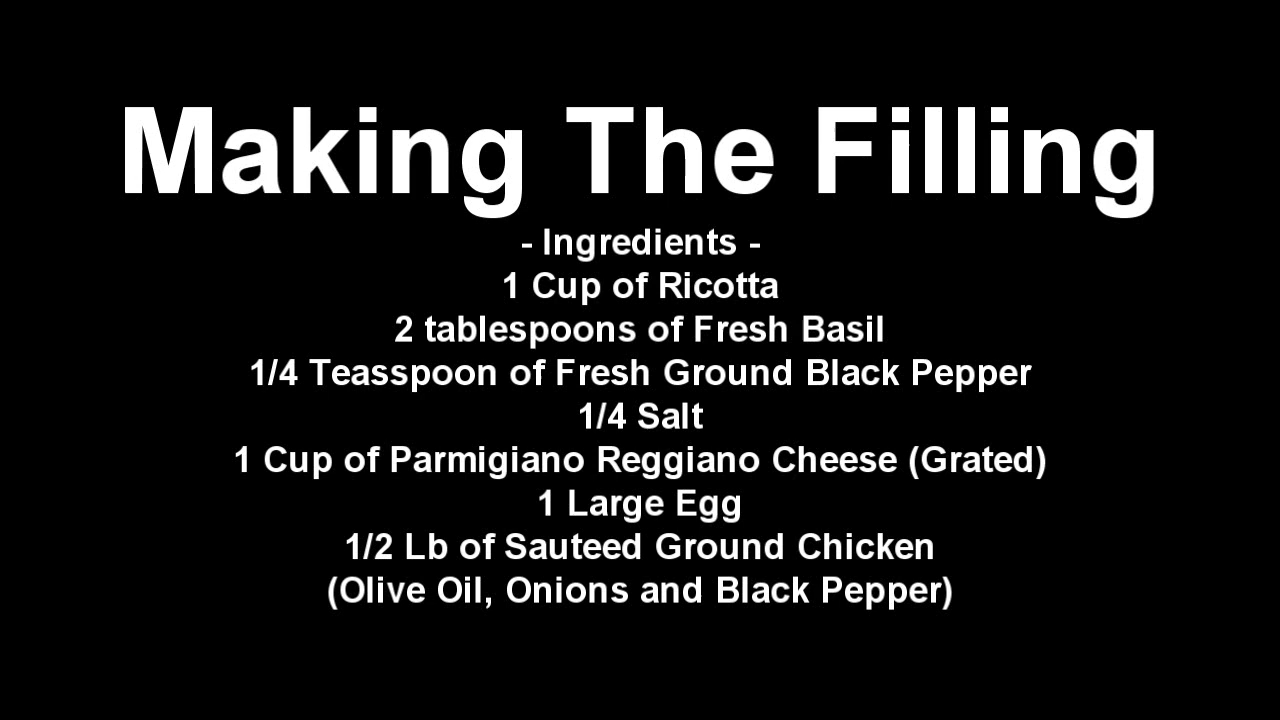 Making The Filling
- Ingredients -
1 Cup of Ricotta
2 tablespoons of Fresh Basil
1/4 Teasspoon of Fresh Ground Black Pepper
1/4 Salt
1 Cup of Parmigiano Reggiano Cheese (Grated)
1 Large Egg
1/2 Lb of Sauteed Ground Chicken
(Olive Oil, Onions and Black Pepper)